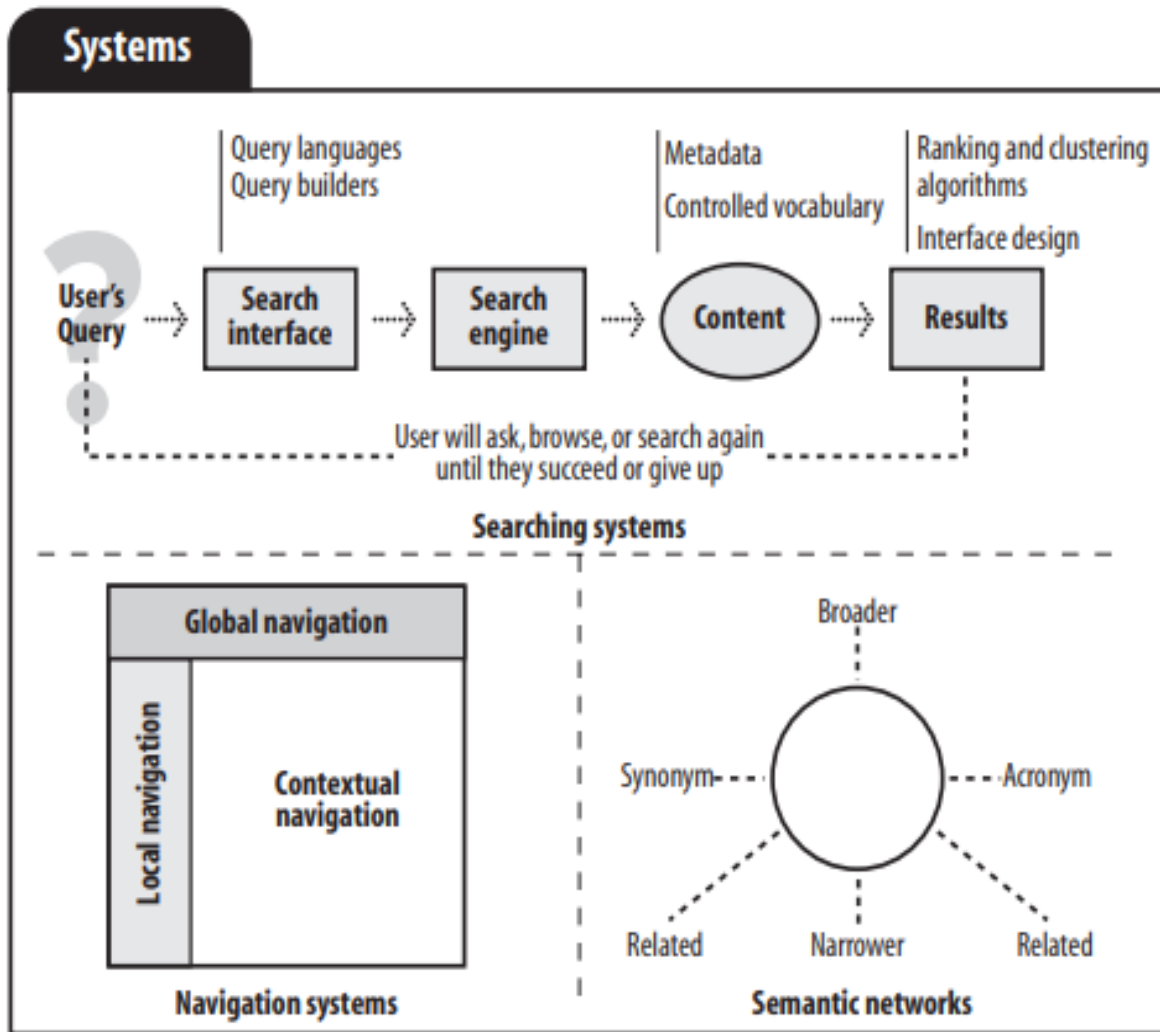 Systems
Query languages
Query builders
Metadata
Controlled vocabulary
Ranking and clustering
algorithms
Interface design
User's
Query
Search
interface
Search
engine
Content
Results
User will ask, browse, or search again
until they succeed or give up
Searching systems
Global navigation
Local navigation
Contextual
navigation
Navigation systems
Broader
Synonym
Acronym
Related
Narrower
Related
Semantic networks